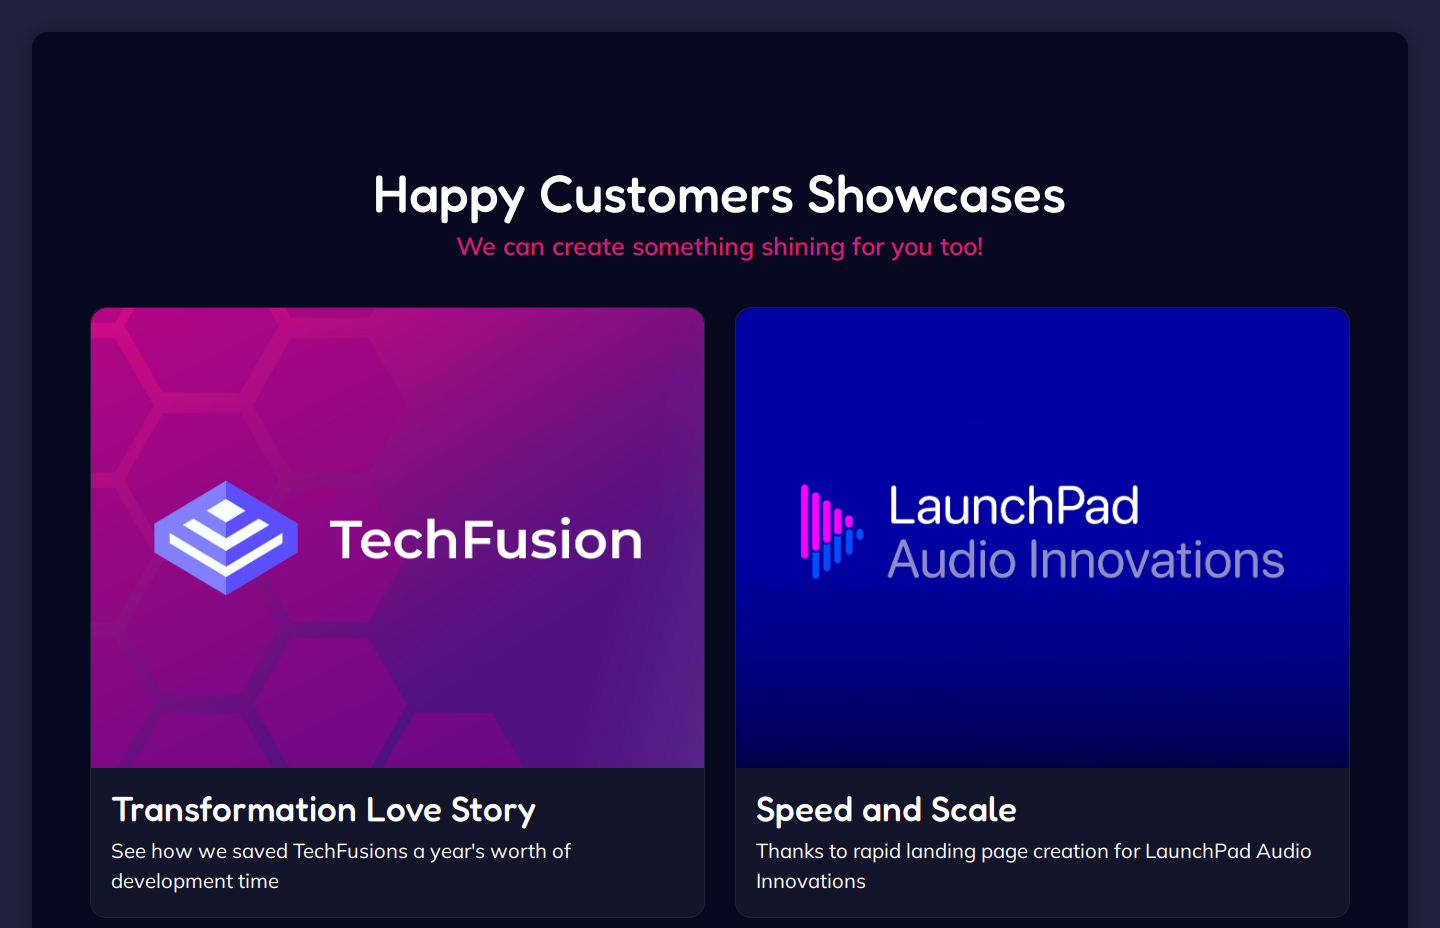 Happy Customers Showcases
We can create something shining for you too!
TechFusion
LaunchPad
Audio Innovations
Transformation Love Story
See how we saved TechFusions a year's worth of
development time
Speed and Scale
Thanks to rapid landing page creation for LaunchPad Audio
Innovations